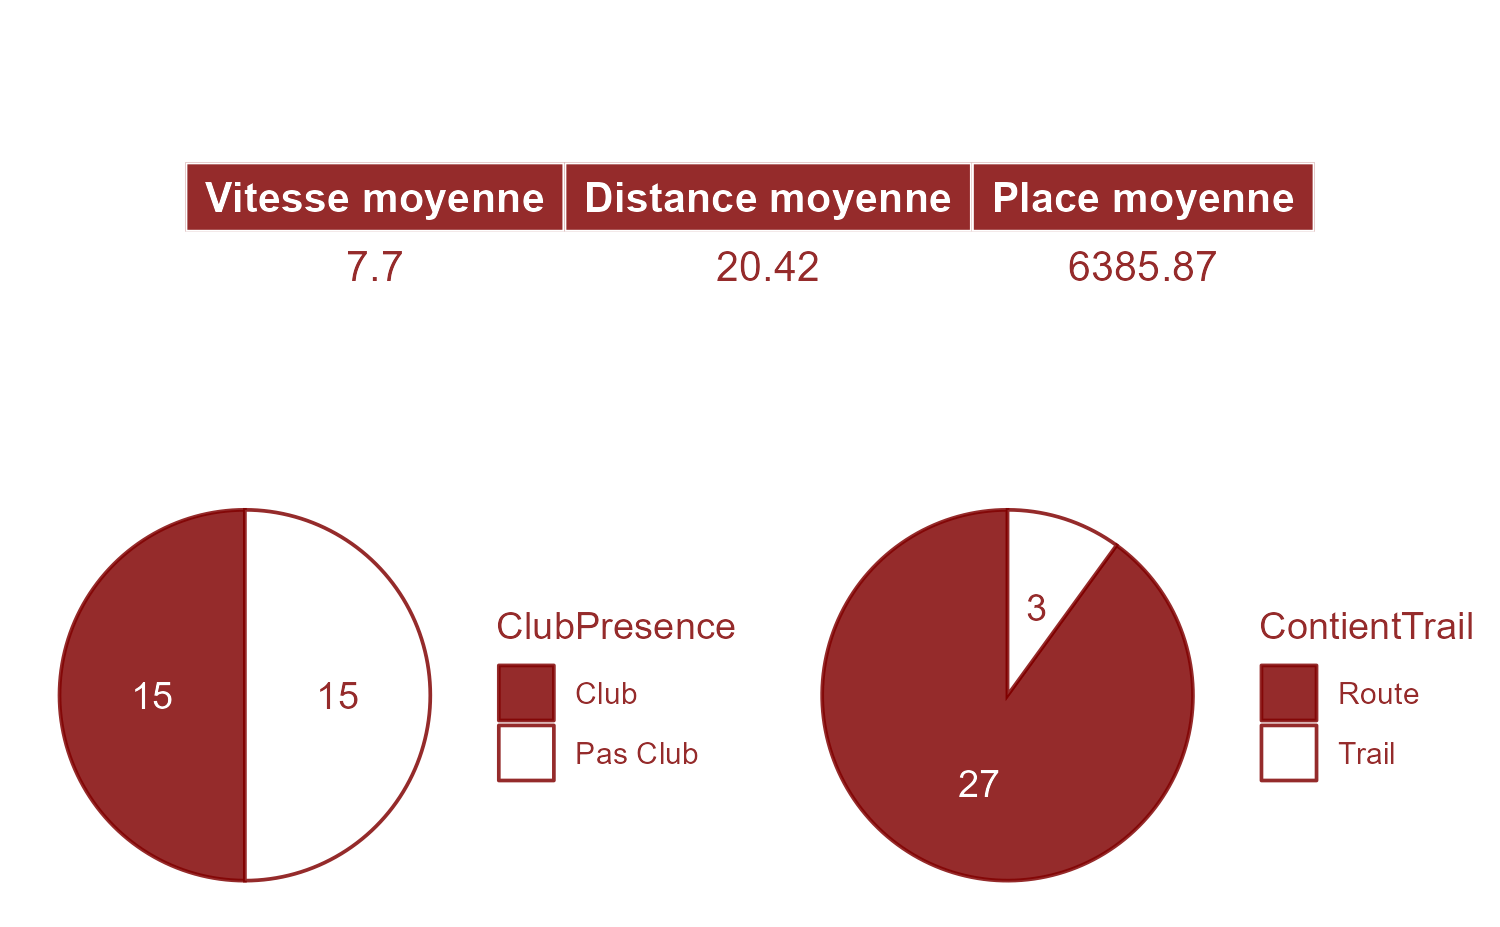 Vitesse moyenne Distance moyenne Place moyenne
7.7 20.42 6385.87
ClubPresence
Club
Pas Club
15 15
ContientTrail
Route
Trail
3
27